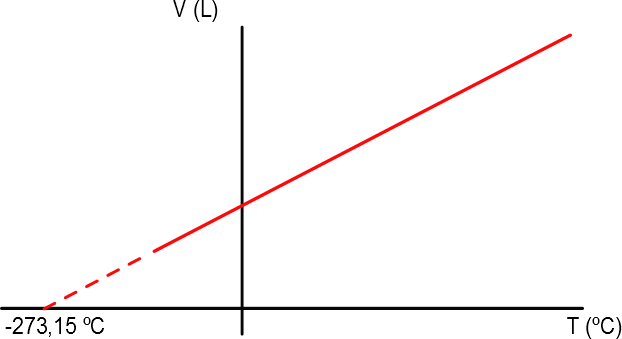 V (L)
-273,15 ºC
T (ºC)